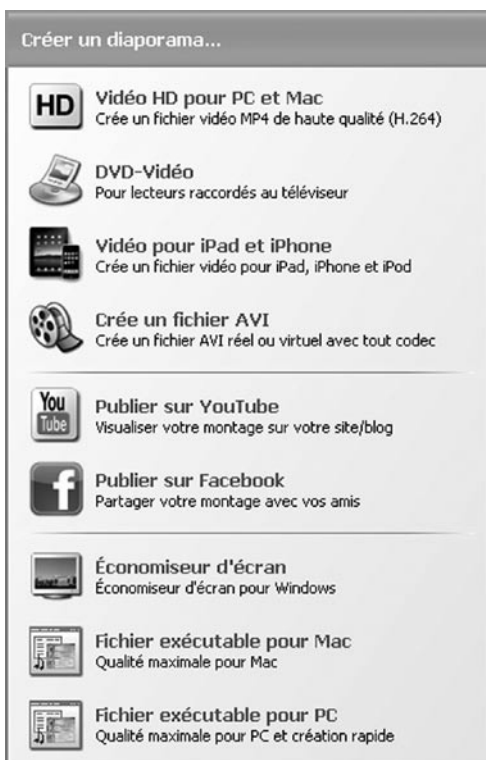 Créer un diaporama...
HD
Vidéo HD pour PC et Mac
Crée un fichier vidéo MP4 de haute qualité (H.264)
DVD-Vidéo
Pour lecteurs raccordés au téléviseur
Vidéo pour iPad et iPhone
Crée un fichier vidéo pour iPad, iPhone et iPod
Crée un fichier AVI
Crée un fichier AVI réel ou virtuel avec tout codec
You
Tube
Publier sur YouTube
Visualiser votre montage sur votre site/blog
f
Publier sur Facebook
Partager votre montage avec vos amis
Économiseur d'écran
Économiseur d'écran pour Windows
Fichier exécutable pour Mac
Qualité maximale pour Mac
Fichier exécutable pour PC
Qualité maximale pour PC et création rapide